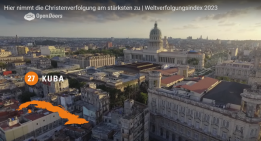 Hier nimmt die Christenverfolgung am stärksten zu | Weltverfolgungsindex 2023
OpenDoors
27 · KUBA